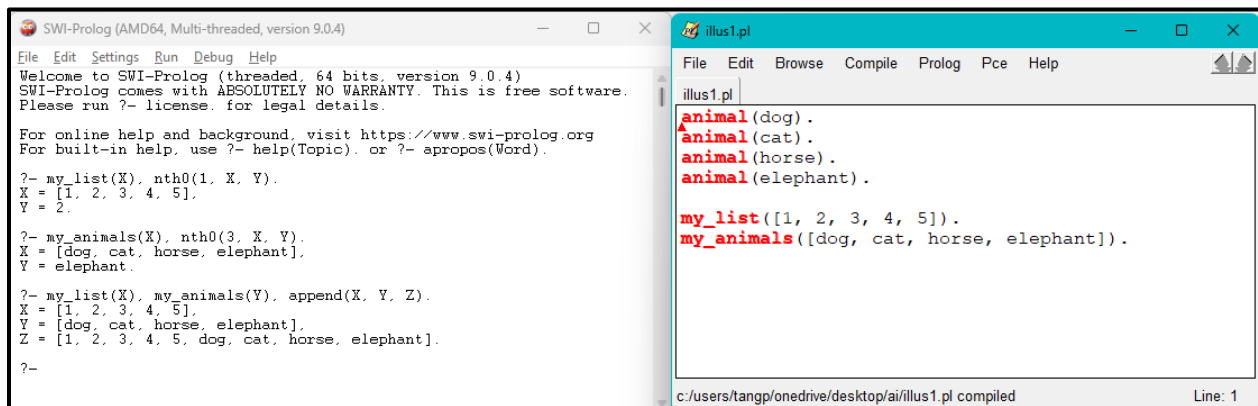 SWI-Prolog (AMD64, Multi-threaded, version 9.0.4)
File Edit Settings Run Debug Help
Welcome to SWI-Prolog (threaded, 64 bits, version 9.0.4)
SWI-Prolog comes with ABSOLUTELY NO WARRANTY. This is free software.
Please run ?- license. for legal details.
For online help and background, visit https://www.swi-prolog.org
For built-in help, use ?- help(Topic). or ?- apropos(Word).
?- my_list(X), nth0(1, X, Y).
X = [1, 2, 3, 4, 5],
Y = 2.
?- my_animals(X), nth0(3, X, Y).
X = [dog, cat, horse, elephant],
Y = elephant.
?- my_list(X), my_animals(Y), append(X, Y, Z).
X = [1, 2, 3, 4, 5],
Y = [dog, cat, horse, elephant],
Z = [1, 2, 3, 4, 5, dog, cat, horse, elephant].
?-
illus1.pl
File Edit Browse Compile Prolog Pce Help
illus1.pl
animal(dog).
animal(cat).
animal(horse).
animal(elephant).
my_list([1, 2, 3, 4, 5]).
my_animals([dog, cat, horse, elephant]).
c:/users/tangp/onedrive/desktop/ai/illus1.pl compiled Line: 1